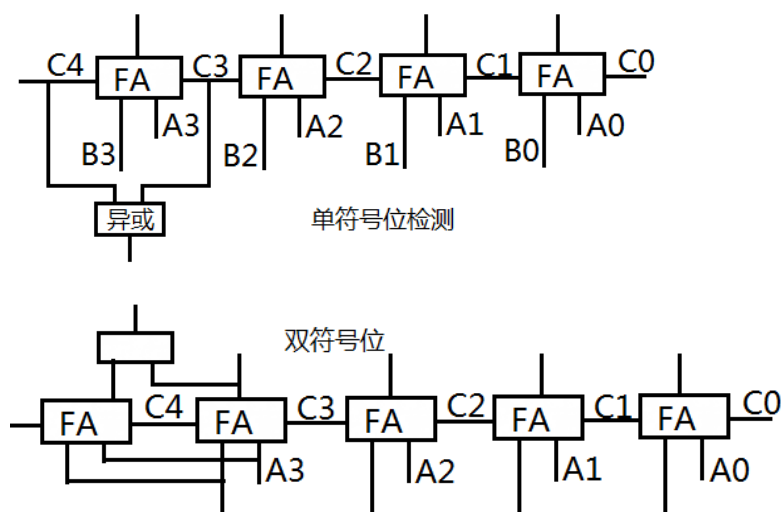 C4 FA C3 FA C2 FA C1 FA C0
B3 A3 B2 A2 B1 A1 B0 A0
异或 单符号位检测
双符号位
FA C4 FA C3 FA C2 FA C1 FA C0
A3 A2 A1 A0